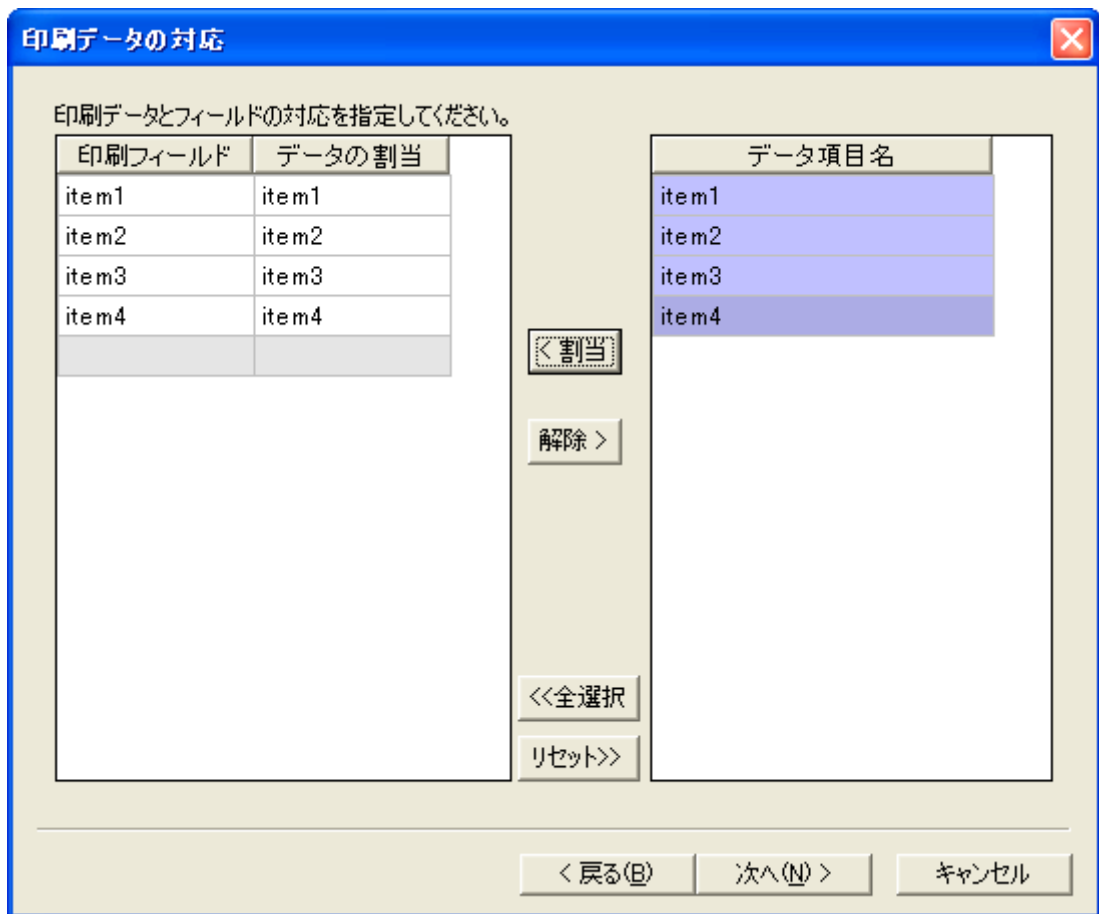 印刷データの対応
印刷データとフィールドの対応を指定してください。
印刷フィールド データの割当
item1 item1
item2 item2
item3 item3
item4 item4
< 割当
解除 >
<<全選択
リセット>>
データ項目名
item1
item2
item3
item4
< 戻る(B) 次へ(N) > キャンセル